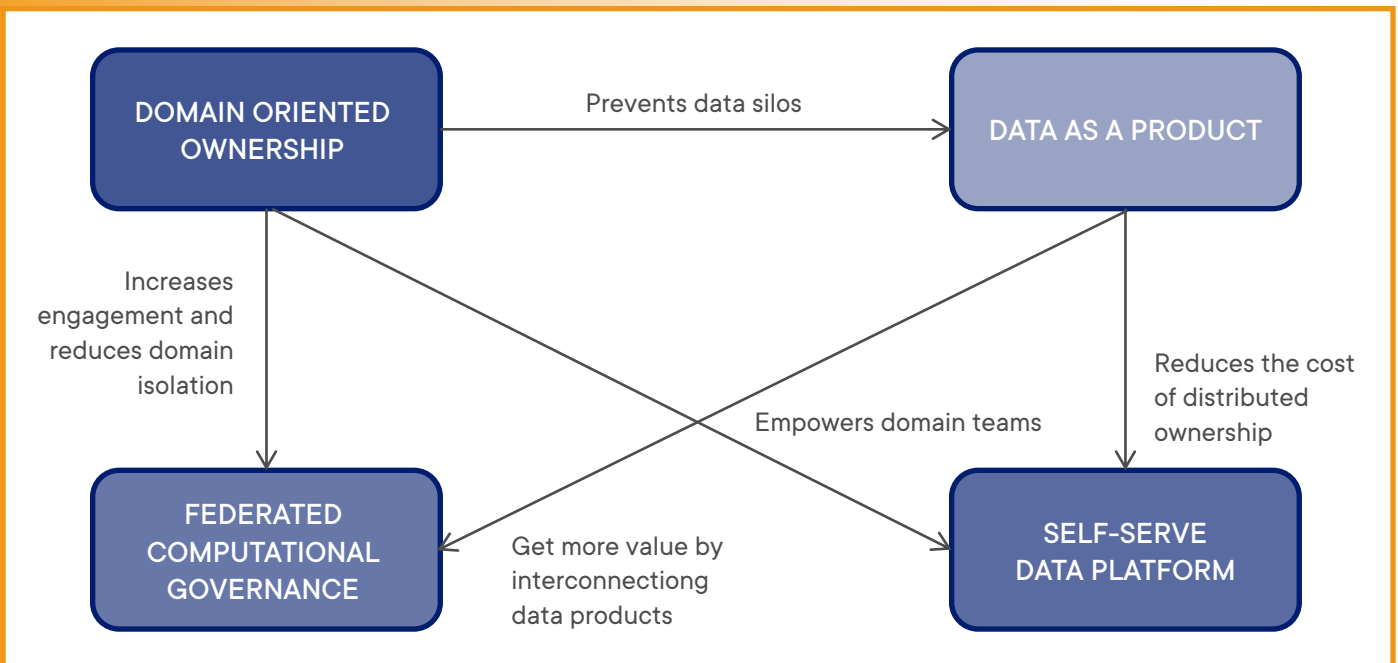 DOMAIN ORIENTED
OWNERSHIP
Prevents data silos
DATA AS A PRODUCT
Increases
engagement and
reduces domain
isolation
Reduces the cost
of distributed
ownership
Empowers domain teams
FEDERATED
COMPUTATIONAL
GOVERNANCE
Get more value by
interconnectiong
data products
SELF-SERVE
DATA PLATFORM